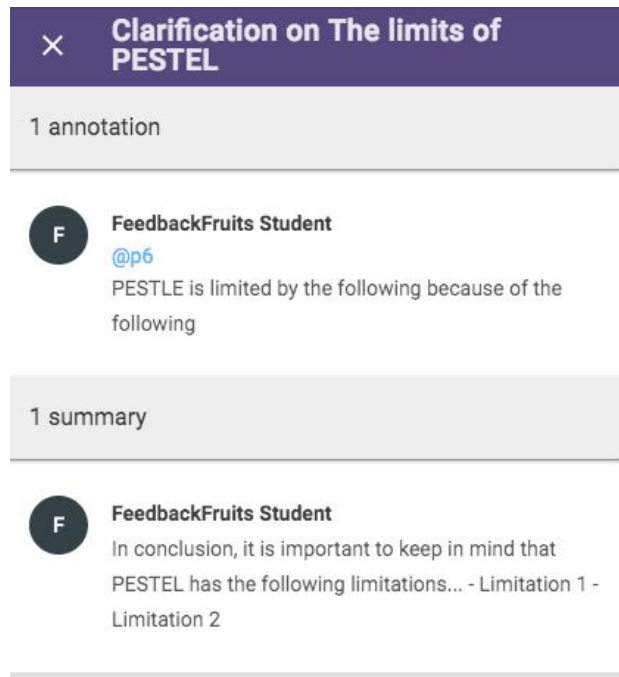 Clarification on The limits of
PESTEL
1 annotation
F
FeedbackFruits Student
@p6
PESTLE is limited by the following because of the
following
1 summary
F
FeedbackFruits Student
In conclusion, it is important to keep in mind that
PESTEL has the following limitations... - Limitation 1 -
Limitation 2